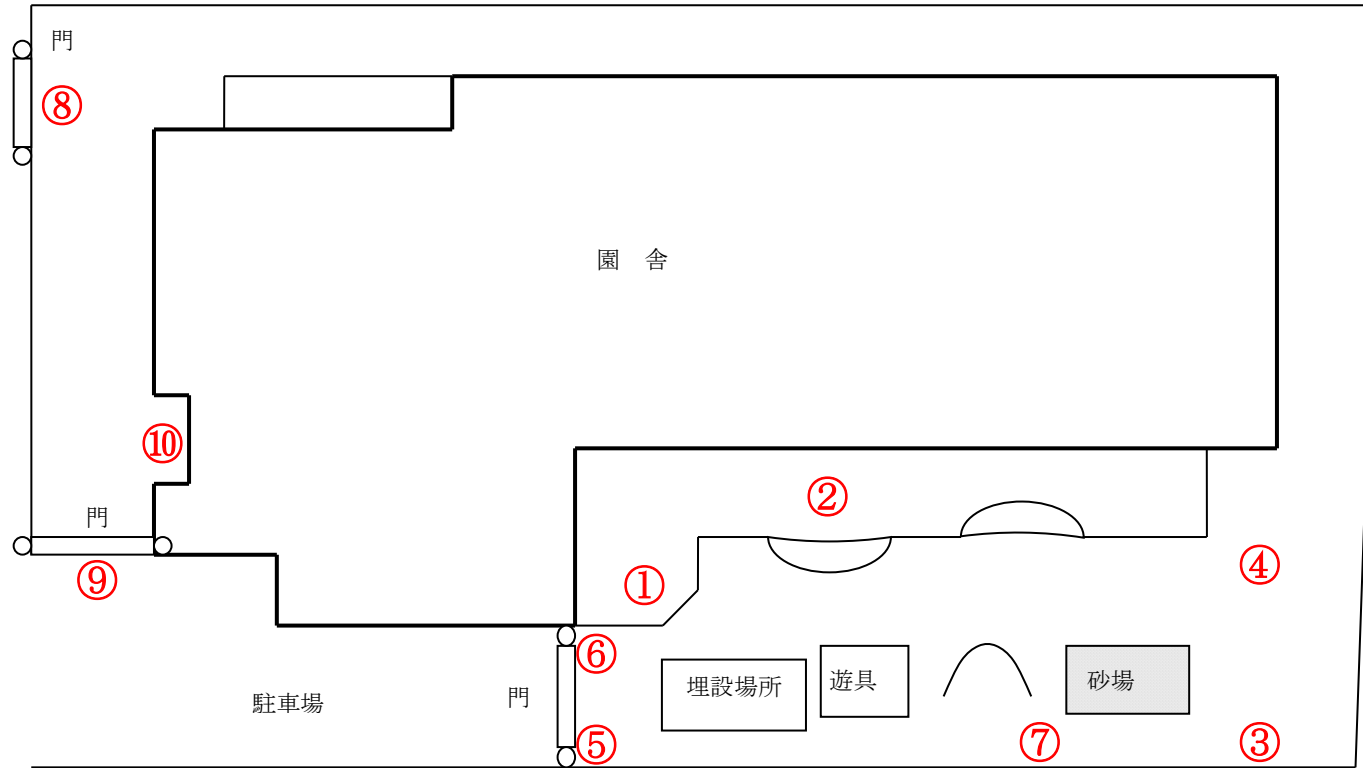 門
⑧
園 舎
⑩
②
門
④
⑨
①
⑥
埋設場所
遊具
砂場
駐車場
門
⑤
⑦
③